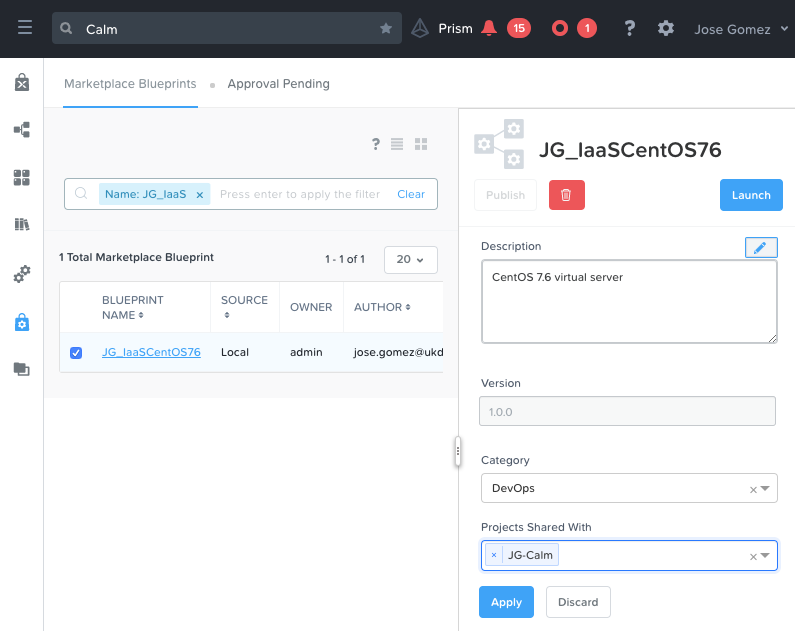 Calm
Prism
15
1
?
Jose Gomez
Marketplace Blueprints
Approval Pending
?
Name: JG_IaaS ×
Press enter to apply the filter
Clear
1 Total Marketplace Blueprint
1 - 1 of 1
20
BLUEPRINT
NAME
SOURCE
OWNER
AUTHOR
JG_IaaSCentOS76
Local
admin
jose.gomez@ukd
JG_IaaSCentOS76
Publish
Launch
Description
CentOS 7.6 virtual server
Version
1.0.0
Category
DevOps
×
Projects Shared With
× JG-Calm
×
Apply
Discard